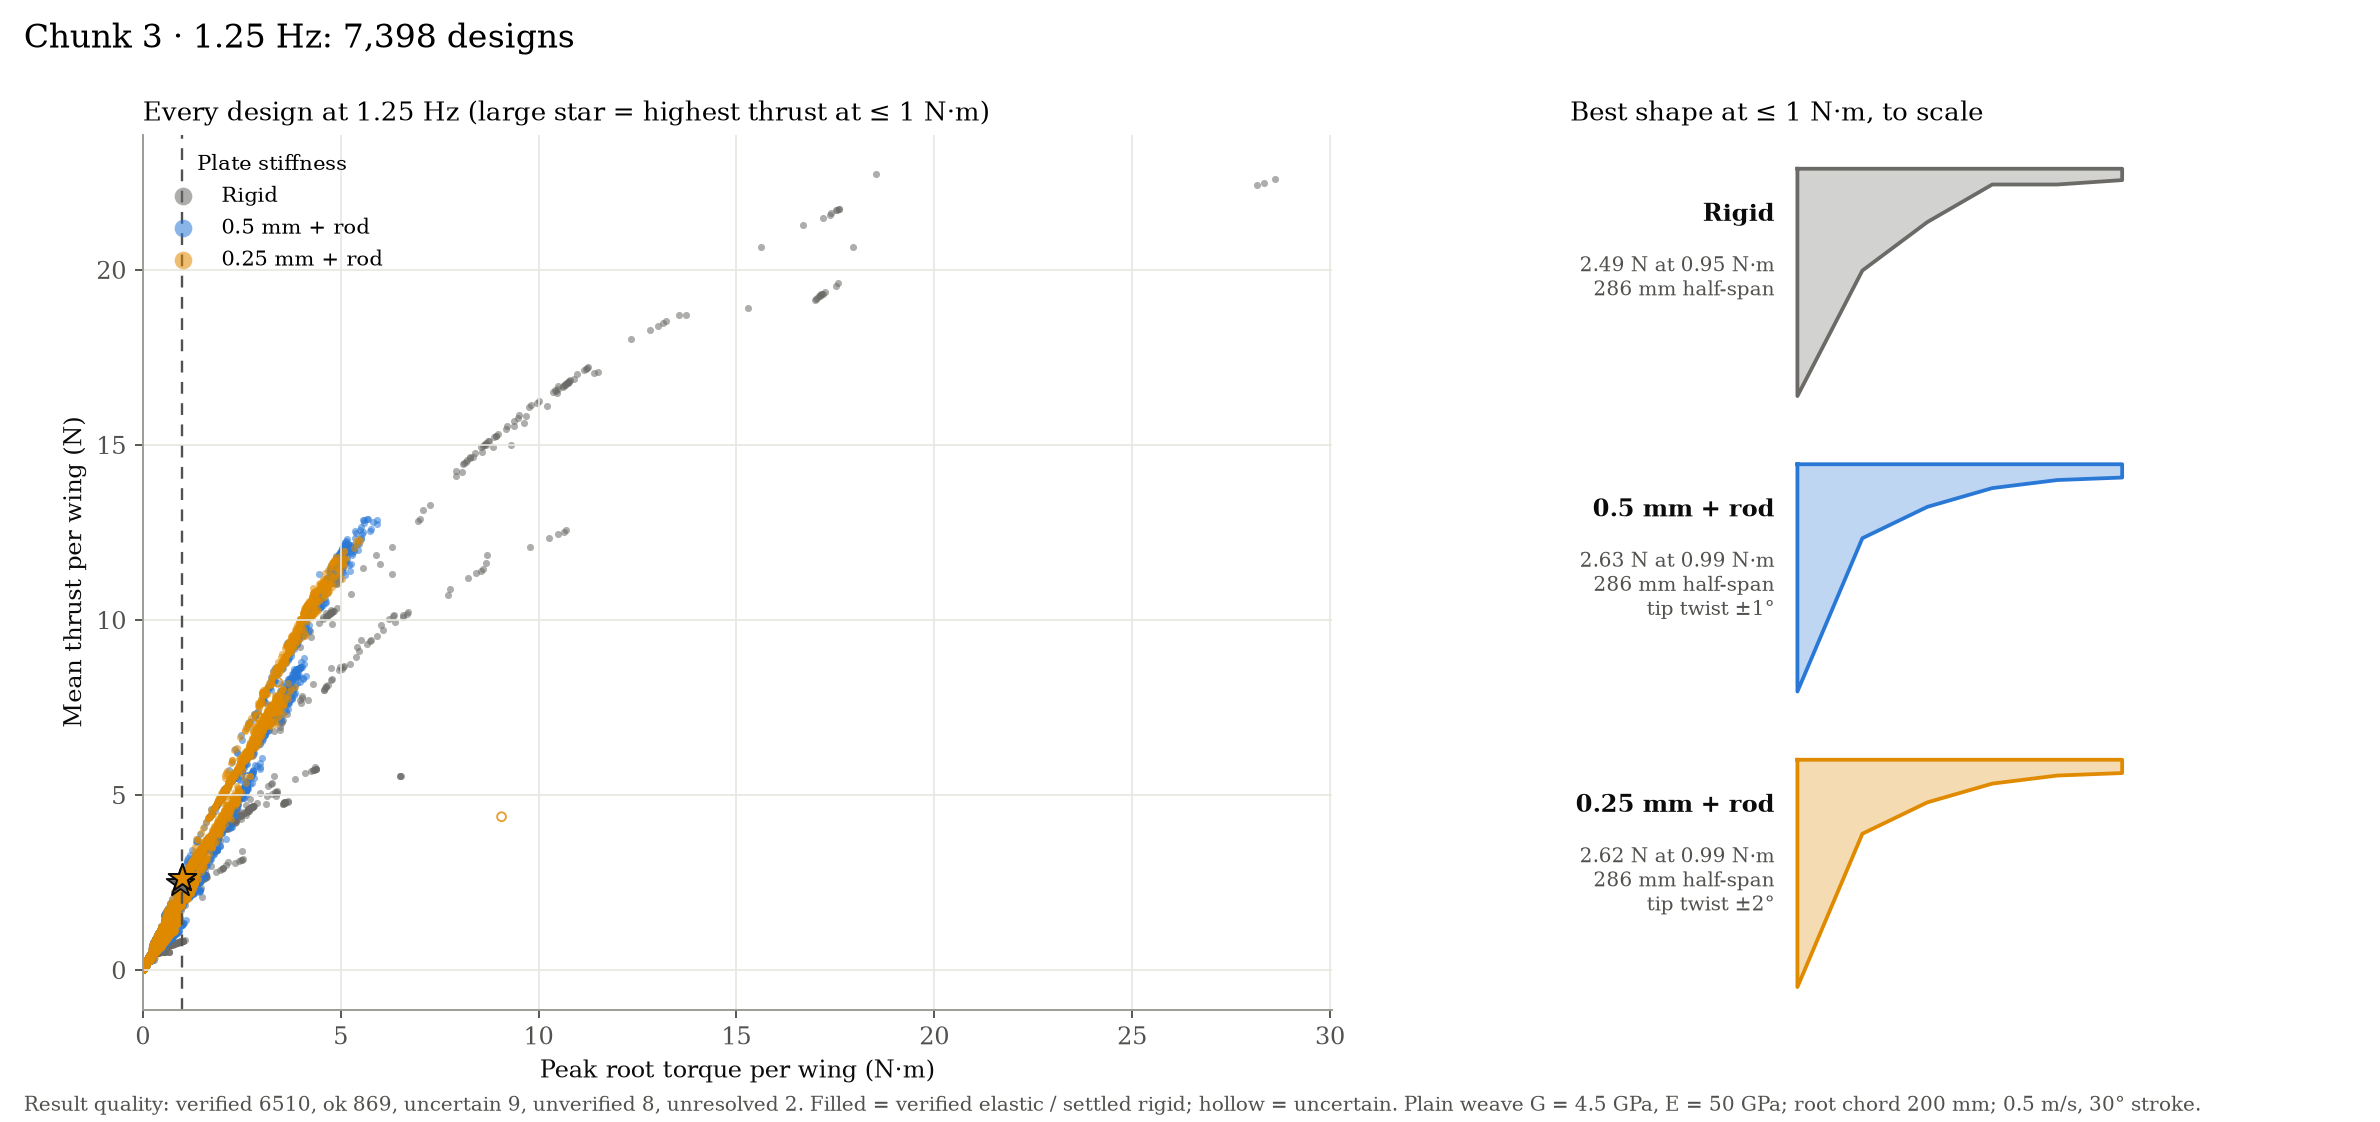 Chunk 3 · 1.25 Hz: 7,398 designs
Every design at 1.25 Hz (large star = highest thrust at ≤ 1 N·m)
Plate stiffness
Rigid
0.5 mm + rod
0.25 mm + rod
Mean thrust per wing (N)
20
15
10
5
0
0
5
10
15
20
25
30
Peak root torque per wing (N·m)
Best shape at ≤ 1 N·m, to scale
Rigid
2.49 N at 0.95 N·m
286 mm half-span
0.5 mm + rod
2.63 N at 0.99 N·m
286 mm half-span
tip twist ±1°
0.25 mm + rod
2.62 N at 0.99 N·m
286 mm half-span
tip twist ±2°
Result quality: verified 6510, ok 869, uncertain 9, unverified 8, unresolved 2. Filled = verified elastic / settled rigid; hollow = uncertain. Plain weave G = 4.5 GPa, E = 50 GPa; root chord 200 mm; 0.5 m/s, 30° stroke.